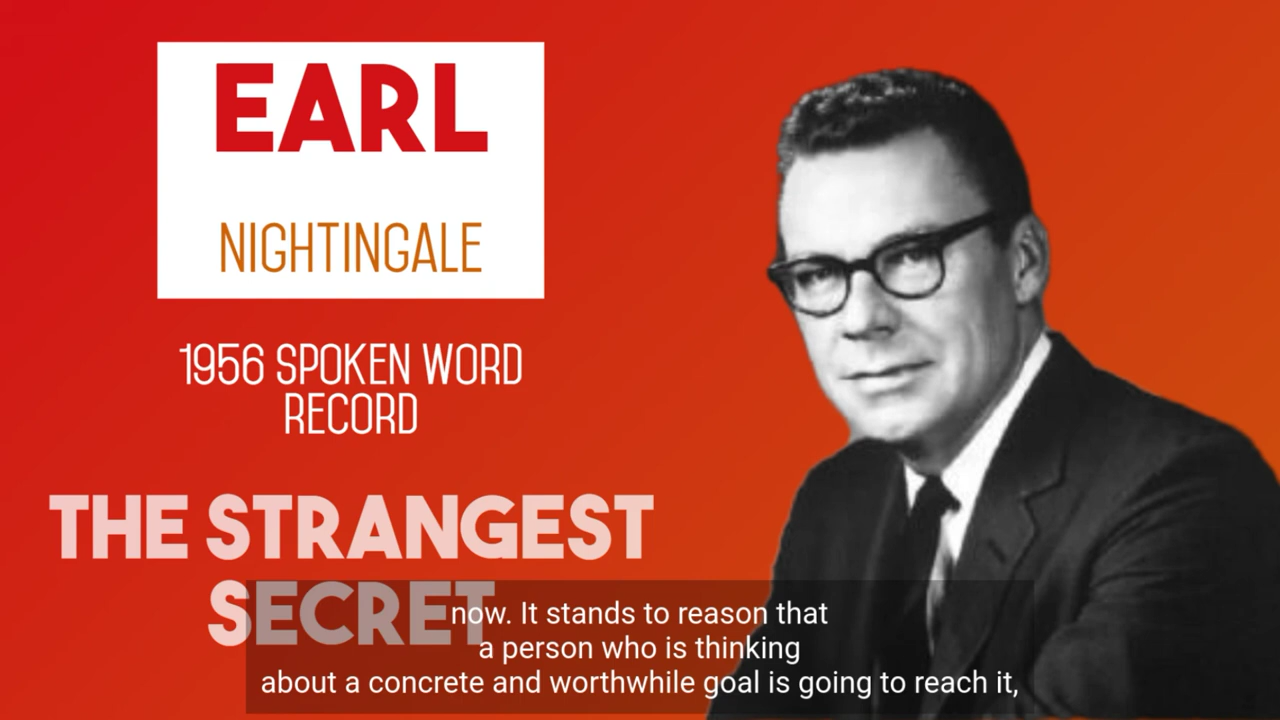 EARL
NIGHTINGALE
1956 SPOKEN WORD
RECORD
THE STRANGEST
SECRET
now. It stands to reason that
a person who is thinking
about a concrete and worthwhile goal is going to reach it,